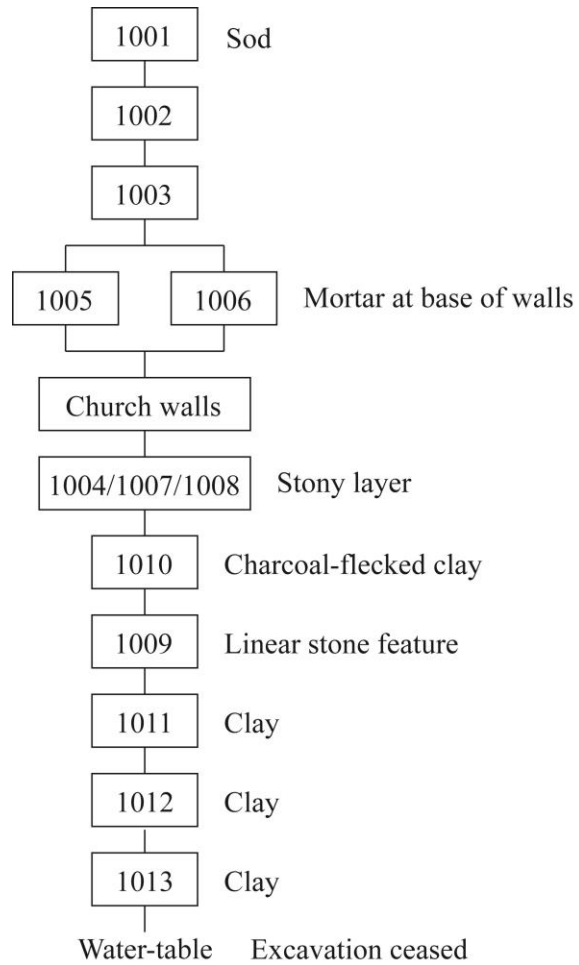 1001 Sod
1002
1003
1005 1006 Mortar at base of walls
Church walls
1004/1007/1008 Stony layer
1010 Charcoal-flecked clay
1009 Linear stone feature
1011 Clay
1012 Clay
1013 Clay
Water-table Excavation ceased